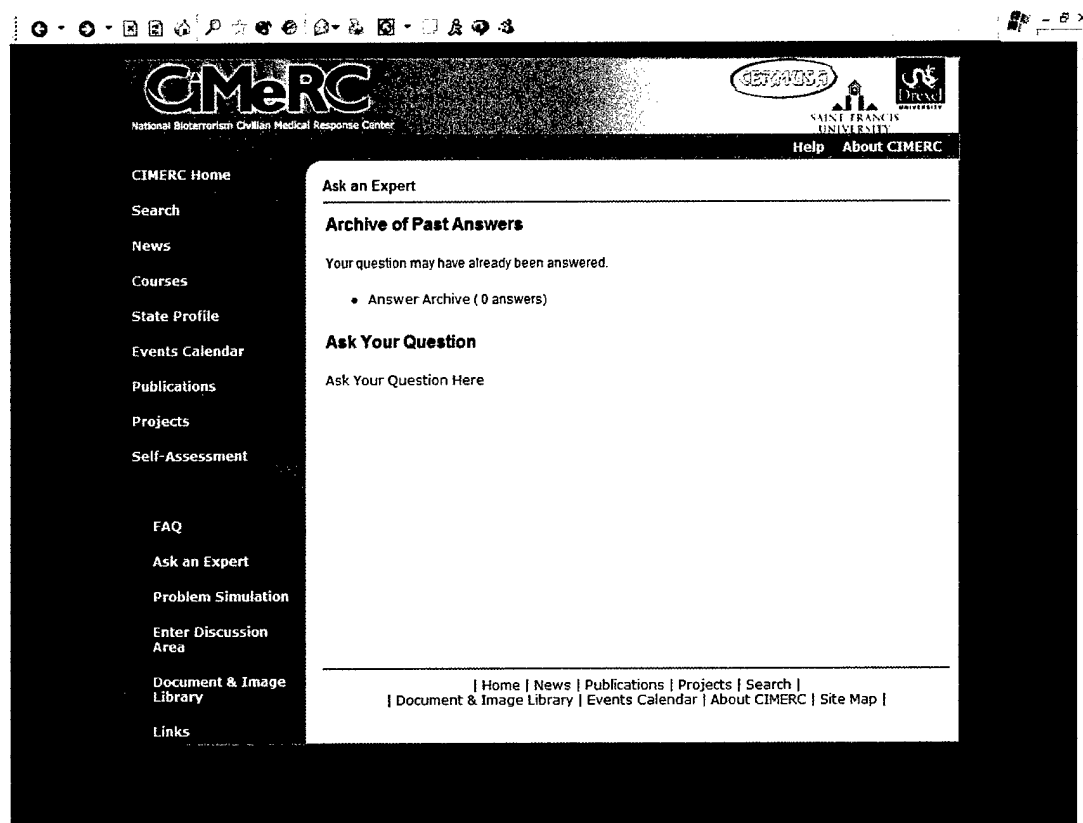 CiMeRC
National Bioterrorism Civilian Medical Response Center
CERMUSA
SAINT FRANCIS
UNIVERSITY
Drexel
UNIVERSITY
Help About CIMERC
CIMERC Home
Search
News
Courses
State Profile
Events Calendar
Publications
Projects
Self-Assessment
FAQ
Ask an Expert
Problem Simulation
Enter Discussion
Area
Document & Image
Library
Links
Ask an Expert
Archive of Past Answers
Your question may have already been answered.
• Answer Archive ( 0 answers)
Ask Your Question
Ask Your Question Here
| Home | News | Publications | Projects | Search |
| Document & Image Library | Events Calendar | About CIMERC | Site Map |